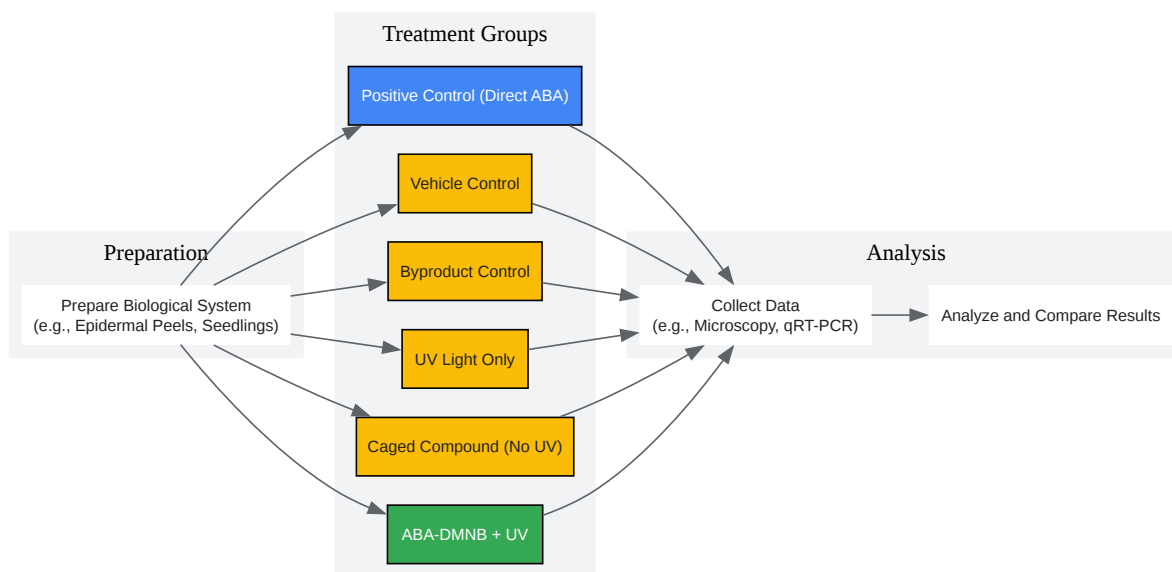 Treatment Groups
Positive Control (Direct ABA)
Vehicle Control
Byproduct Control
UV Light Only
Caged Compound (No UV)
ABA-DMNB + UV
Preparation
Prepare Biological System
(e.g., Epidermal Peels, Seedlings)
Analysis
Collect Data
(e.g., Microscopy, qRT-PCR)
Analyze and Compare Results